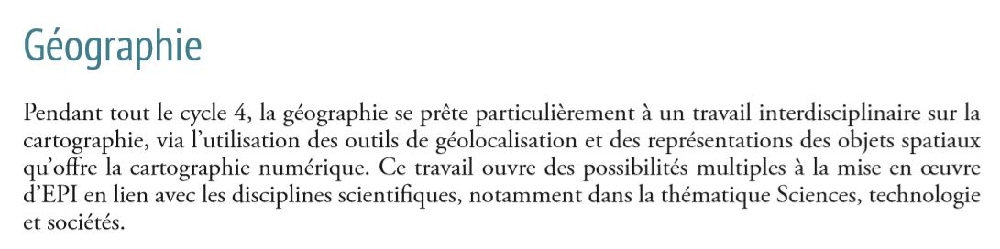 Géographie
Pendant tout le cycle 4, la géographie se prête particulièrement à un travail interdisciplinaire sur la
cartographie, via l’utilisation des outils de géolocalisation et des représentations des objets spatiaux
qu’offre la cartographie numérique. Ce travail ouvre des possibilités multiples à la mise en œuvre
d’EPI en lien avec les disciplines scientifiques, notamment dans la thématique Sciences, technologie
et sociétés.